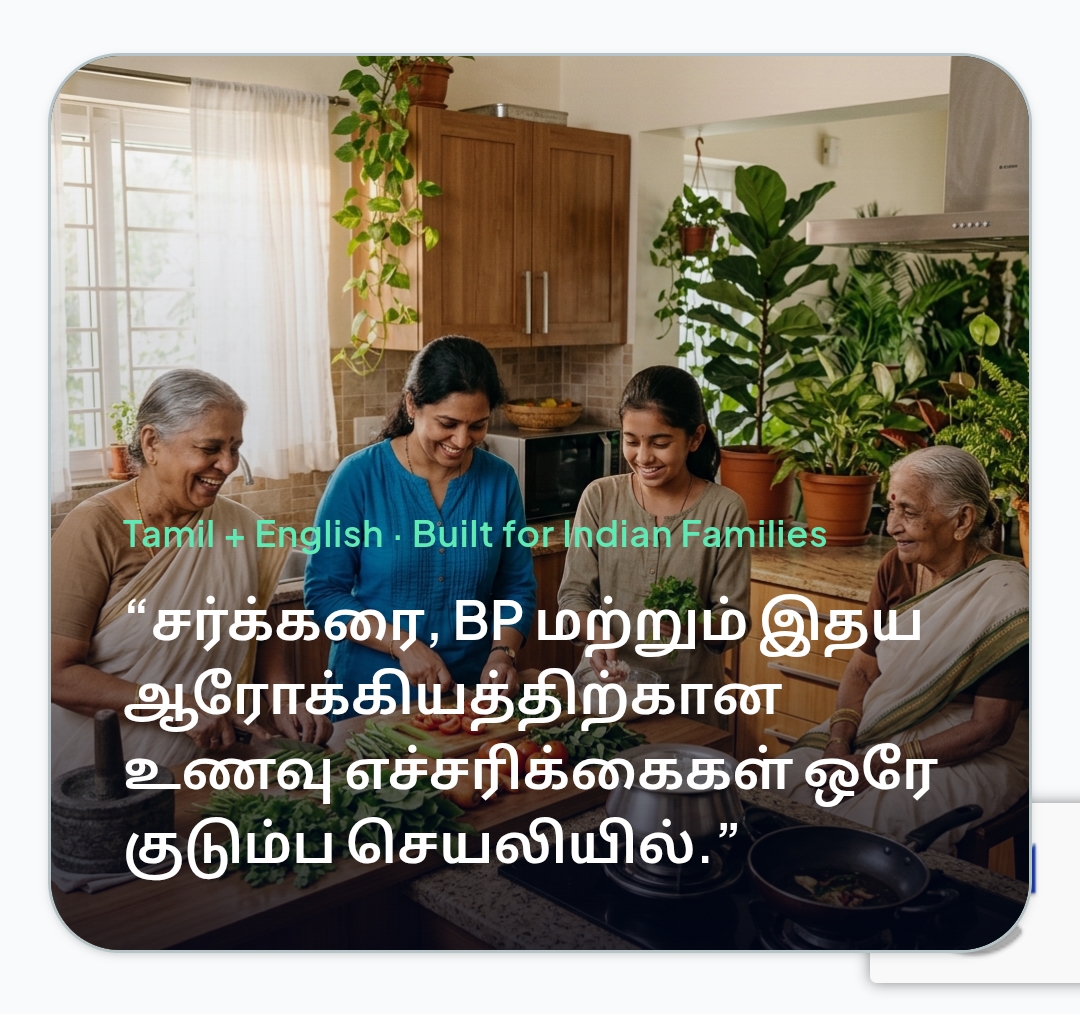 Tamil + English · Built for Indian Families
“சர்க்கரை, BP மற்றும் இதய
ஆரோக்கியத்திற்கான
உணவு எச்சரிக்கைகள் ஒரே
குடும்ப செயலியில்.”